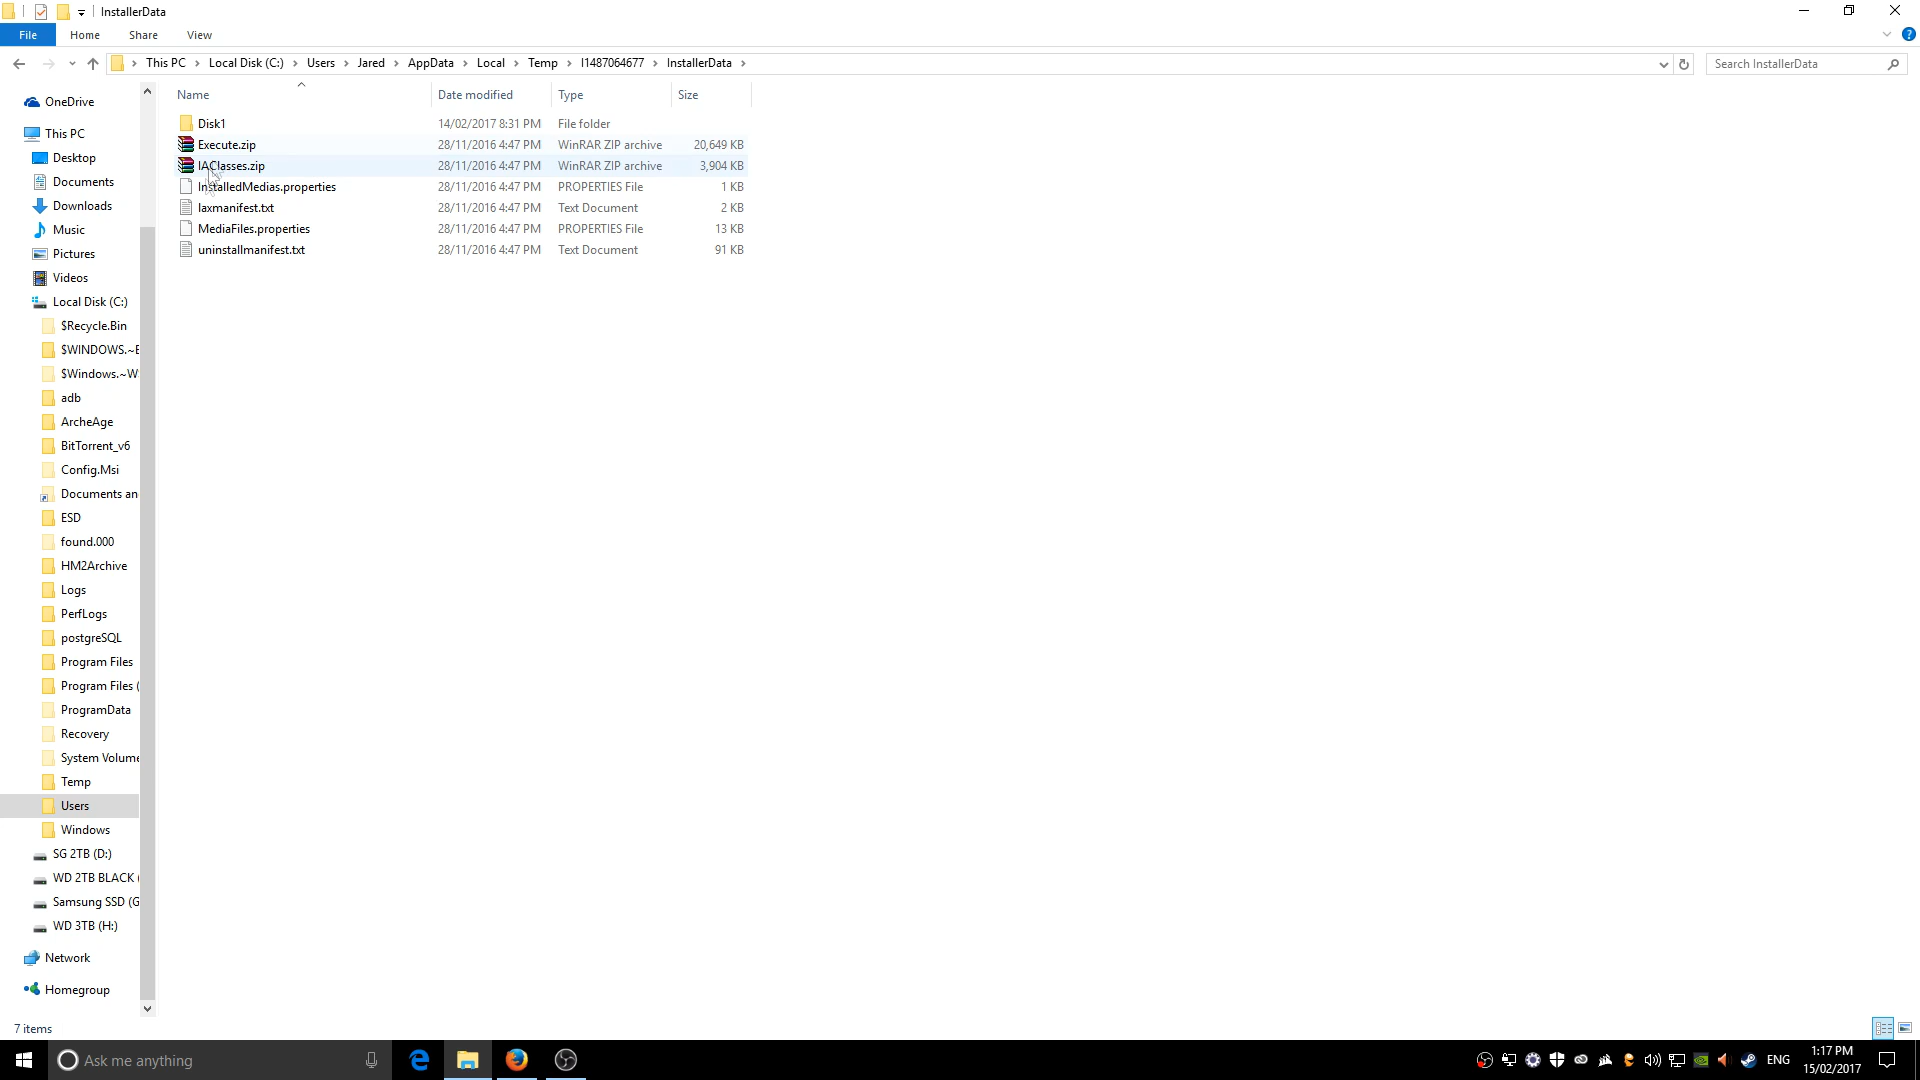 InstallerData
File Home Share View
This PC Local Disk (C:) Users Jared AppData Local Temp I1487064677 InstallerData Search InstallerData
OneDrive
This PC
Desktop
Documents
Downloads
Music
Pictures
Videos
Local Disk (C:)
$Recycle.Bin
$WINDOWS.~B
$Windows.~W
adb
ArcheAge
BitTorrent_v6
Config.Msi
Documents an
ESD
found.000
HM2Archive
Logs
PerfLogs
postgreSQL
Program Files
Program Files (
ProgramData
Recovery
System Volume
Temp
Users
Windows
SG 2TB (D:)
WD 2TB BLACK (
Samsung SSD (G
WD 3TB (H:)
Network
Homegroup
Name Date modified Type Size
Disk1 14/02/2017 8:31 PM File folder
Execute.zip 28/11/2016 4:47 PM WinRAR ZIP archive 20,649 KB
IAClasses.zip 28/11/2016 4:47 PM WinRAR ZIP archive 3,904 KB
InstalledMedias.properties 28/11/2016 4:47 PM PROPERTIES File 1 KB
laxmanifest.txt 28/11/2016 4:47 PM Text Document 2 KB
MediaFiles.properties 28/11/2016 4:47 PM PROPERTIES File 13 KB
uninstallmanifest.txt 28/11/2016 4:47 PM Text Document 91 KB
7 items
Ask me anything
ENG
1:17 PM
15/02/2017